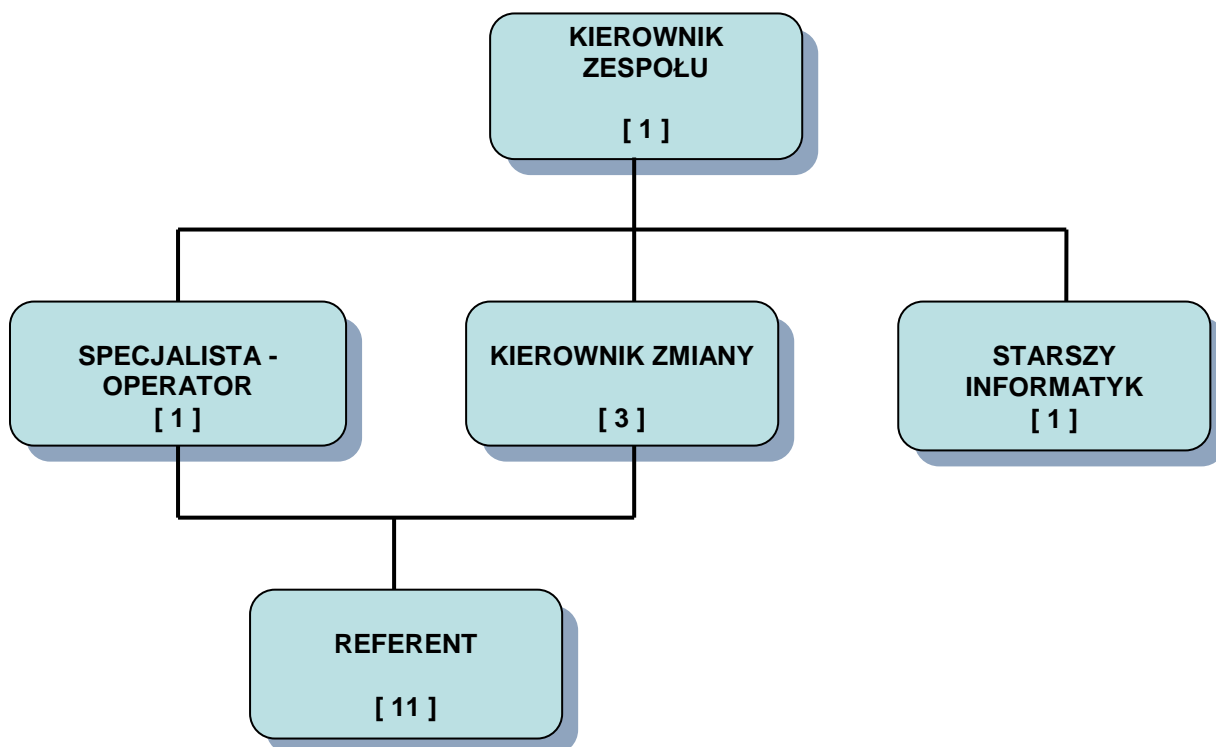 KIEROWNIK
ZESPOŁU
[ 1 ]
SPECJALISTA -
OPERATOR
[ 1 ]
KIEROWNIK ZMIANY
[ 3 ]
STARSZY
INFORMATYK
[ 1 ]
REFERENT
[ 11 ]